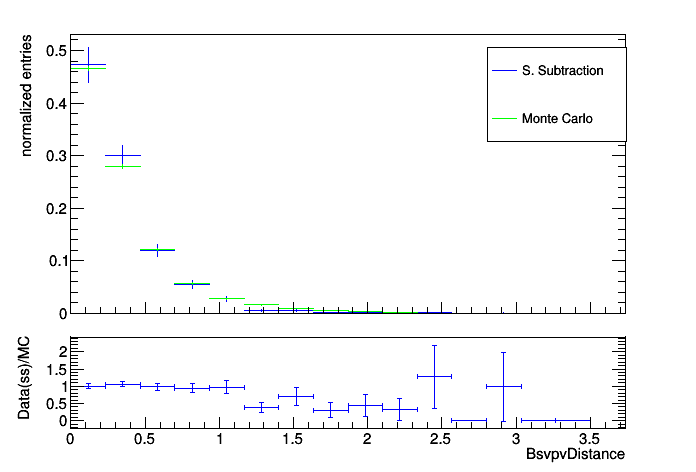 normalized entries
0.5
0.4
0.3
0.2
0.1
0
S. Subtraction
Monte Carlo
Data(ss)/MC
2
1.5
1
0.5
0
0 0.5 1 1.5 2 2.5 3 3.5
BsvpvDistance